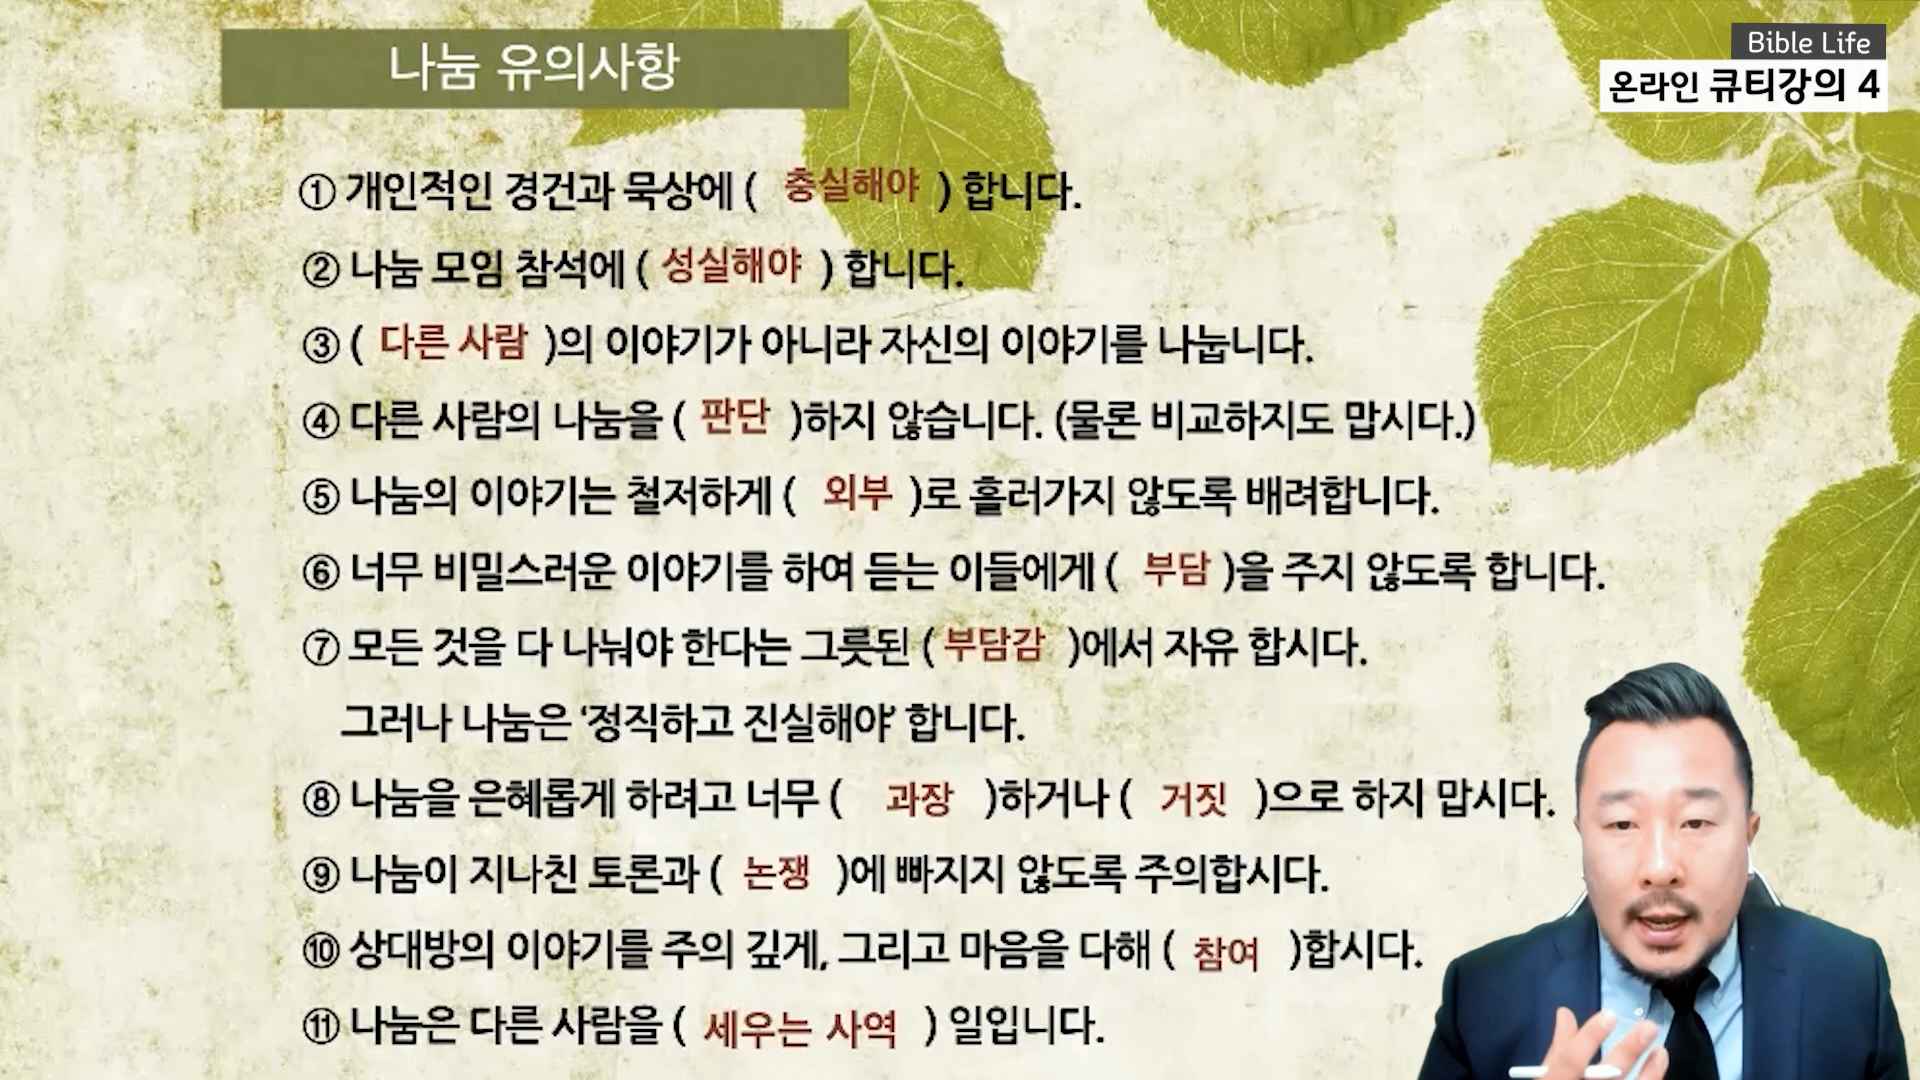 Bible Life
온라인 큐티강의 4
나눔 유의사항
① 개인적인 경건과 묵상에 ( 충실해야 ) 합니다.
② 나눔 모임 참석에 ( 성실해야 ) 합니다.
③ ( 다른 사람 )의 이야기가 아니라 자신의 이야기를 나눕니다.
④ 다른 사람의 나눔을 ( 판단 )하지 않습니다. (물론 비교하지도 맙시다.)
⑤ 나눔의 이야기는 철저하게 ( 외부 )로 흘러가지 않도록 배려합니다.
⑥ 너무 비밀스러운 이야기를 하여 듣는 이들에게 ( 부담 )을 주지 않도록 합니다.
⑦ 모든 것을 다 나눠야 한다는 그릇된 ( 부담감 )에서 자유 합시다.
그러나 나눔은 ‘정직하고 진실해야’ 합니다.
⑧ 나눔을 은혜롭게 하려고 너무 ( 과장 )하거나 ( 거짓 )으로 하지 맙시다.
⑨ 나눔이 지나친 토론과 ( 논쟁 )에 빠지지 않도록 주의합시다.
⑩ 상대방의 이야기를 주의 깊게, 그리고 마음을 다해 ( 참여 )합시다.
⑪ 나눔은 다른 사람을 ( 세우는 사역 ) 일입니다.